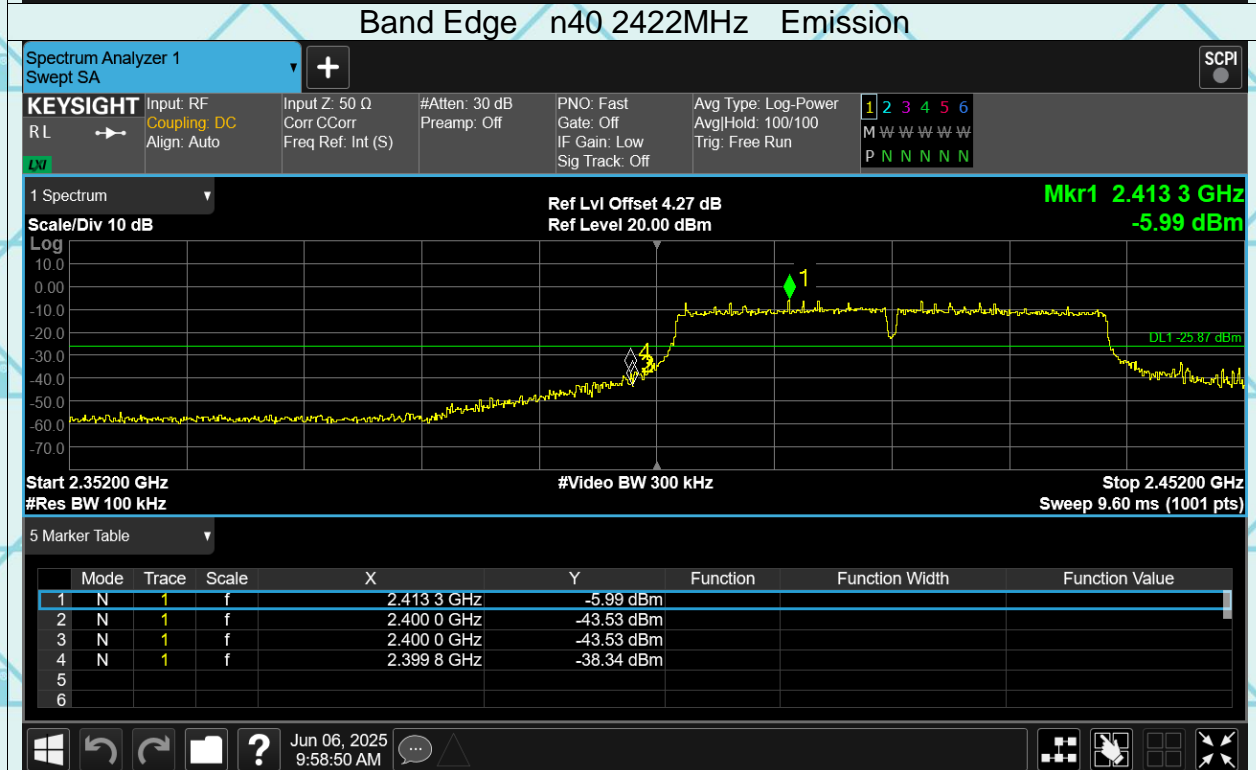 Band Edge n40 2422MHz Emission
Spectrum Analyzer 1
Swept SA
SCPI
KEYSIGHT
R L
LXI
Input: RF
Coupling: DC
Align: Auto
Input Z: 50 Ω
Corr CCorr
Freq Ref: Int (S)
#Atten: 30 dB
Preamp: Off
PNO: Fast
Gate: Off
IF Gain: Low
Sig Track: Off
Avg Type: Log-Power
Avg|Hold: 100/100
Trig: Free Run
1 2 3 4 5 6
M W W W W W
P N N N N N
1 Spectrum
Scale/Div 10 dB
Ref Lvl Offset 4.27 dB
Ref Level 20.00 dBm
Mkr1 2.413 3 GHz
-5.99 dBm
Log
10.0
0.00
-10.0
-20.0
-30.0
-40.0
-50.0
-60.0
-70.0
1
4
DL1 -25.87 dBm
Start 2.35200 GHz
#Res BW 100 kHz
#Video BW 300 kHz
Stop 2.45200 GHz
Sweep 9.60 ms (1001 pts)
5 Marker Table
Mode Trace Scale X Y Function Function Width Function Value
1 N 1 f 2.413 3 GHz -5.99 dBm
2 N 1 f 2.400 0 GHz -43.53 dBm
3 N 1 f 2.400 0 GHz -43.53 dBm
4 N 1 f 2.399 8 GHz -38.34 dBm
5
6
Jun 06, 2025
9:58:50 AM